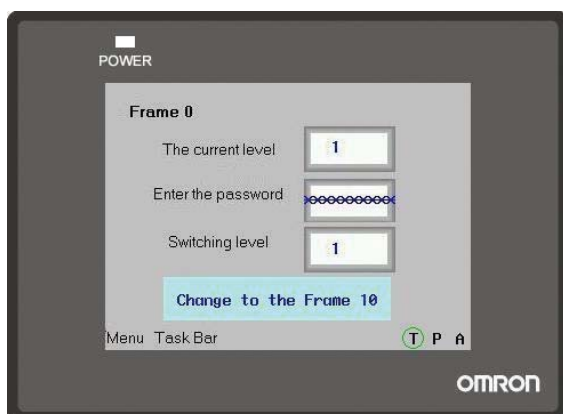 POWER
Frame 0
The current level 1
Enter the password
Switching level 1
Change to the Frame 10
Menu Task Bar T P A
OMRON